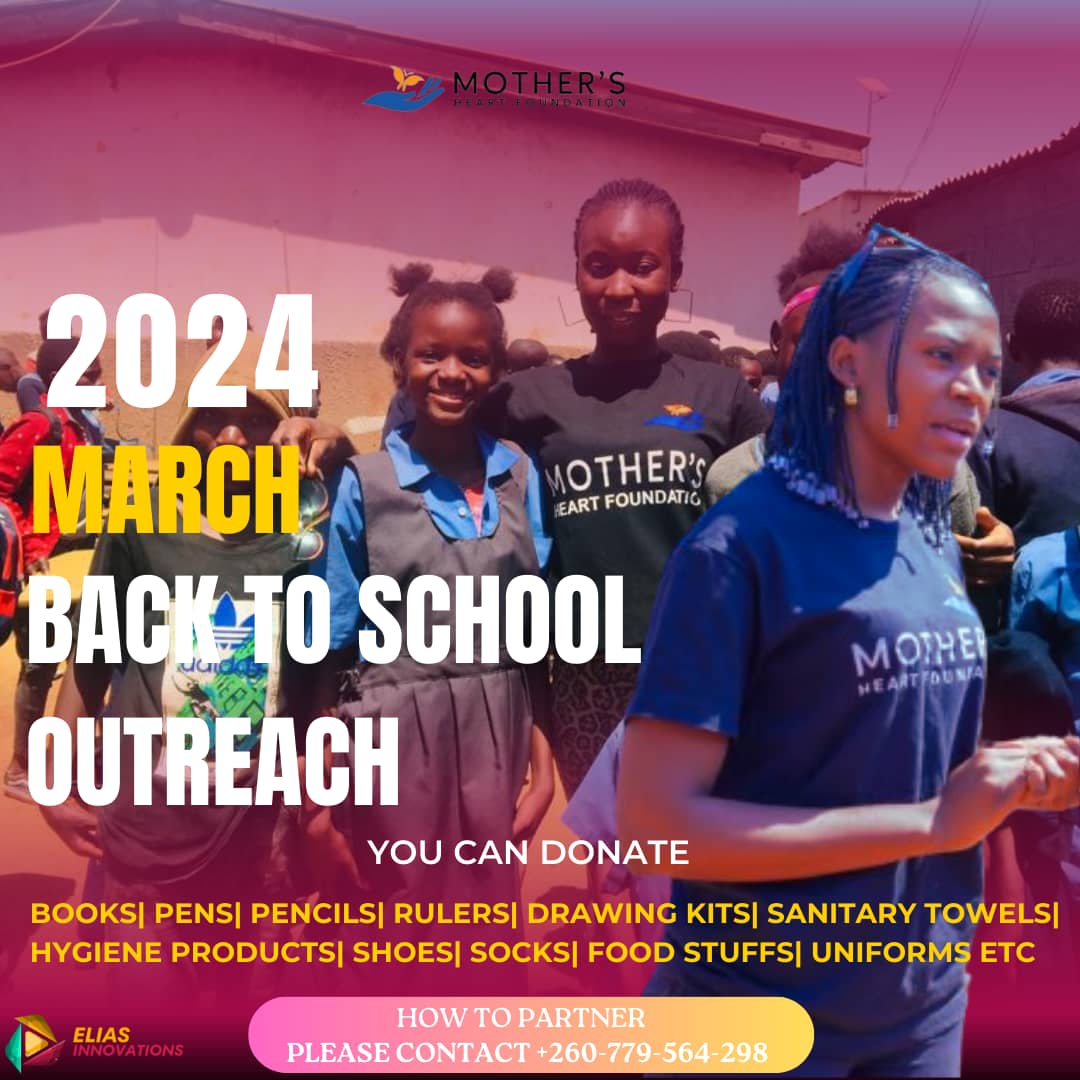 MOTHER'S
HEART FOUNDATION
2024
MARCH
BACK TO SCHOOL
OUTREACH
adidas
MOTHER'S
HEART FOUNDATIO
MOTHER
HEART FOUNDA
YOU CAN DONATE
BOOKS| PENS| PENCILS| RULERS| DRAWING KITS| SANITARY TOWELS|
HYGIENE PRODUCTS| SHOES| SOCKS| FOOD STUFFS| UNIFORMS ETC
ELIAS
INNOVATIONS
HOW TO PARTNER
PLEASE CONTACT +260-779-564-298